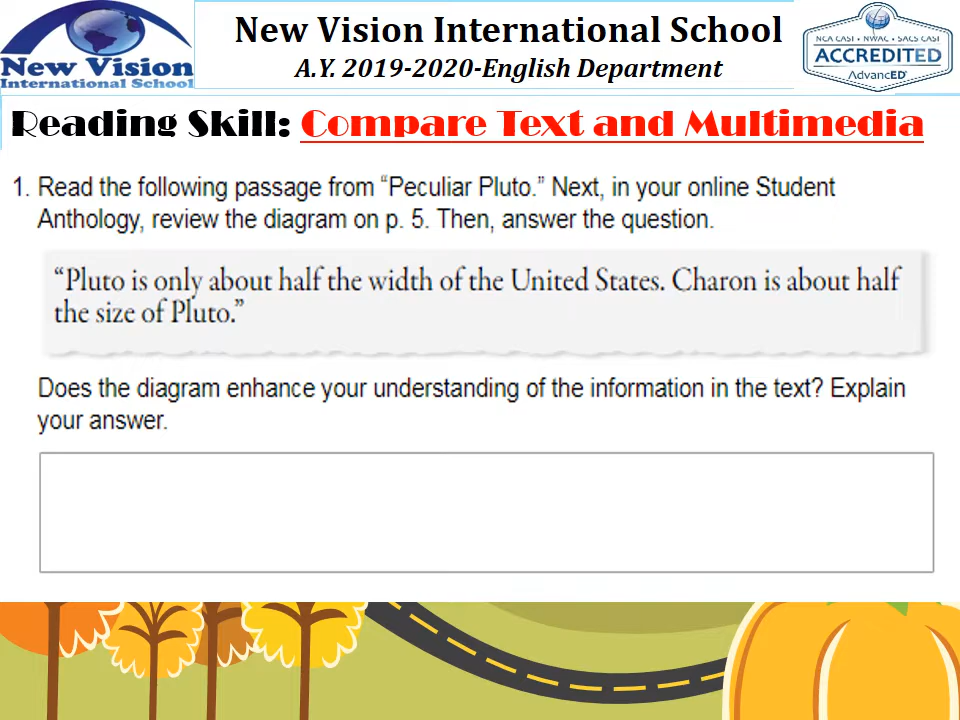 New Vision
International School
New Vision International School
A.Y. 2019-2020-English Department
NCA CASI • NWAC • SACS CASI
ACCREDITED
AdvancED®
Reading Skill: Compare Text and Multimedia
1. Read the following passage from “Peculiar Pluto.” Next, in your online Student
Anthology, review the diagram on p. 5. Then, answer the question.
“Pluto is only about half the width of the United States. Charon is about half
the size of Pluto.”
Does the diagram enhance your understanding of the information in the text? Explain
your answer.